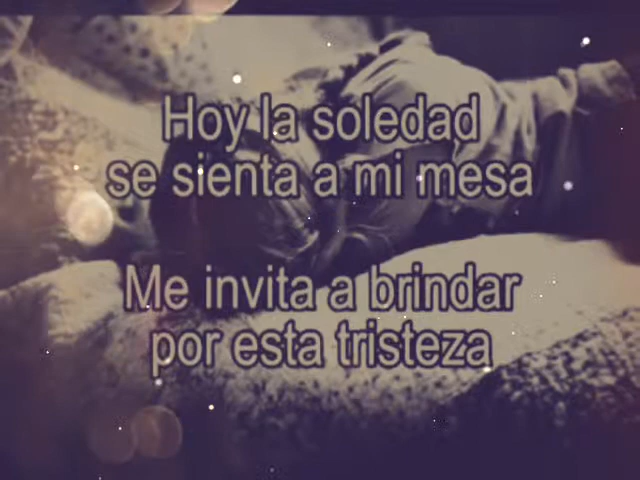 Hoy la soledad
se sienta a mi mesa
Me invita a brindar
por esta tristeza